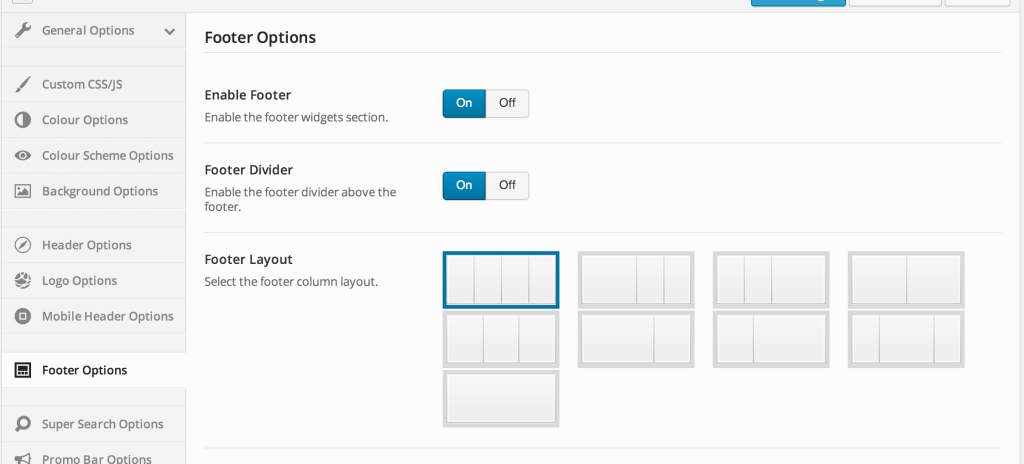 General Options
Custom CSS/JS
Colour Options
Colour Scheme Options
Background Options
Header Options
Logo Options
Mobile Header Options
Footer Options
Super Search Options
Promo Bar Options
Footer Options
Enable Footer
Enable the footer widgets section.
On Off
Footer Divider
Enable the footer divider above the
footer.
On Off
Footer Layout
Select the footer column layout.